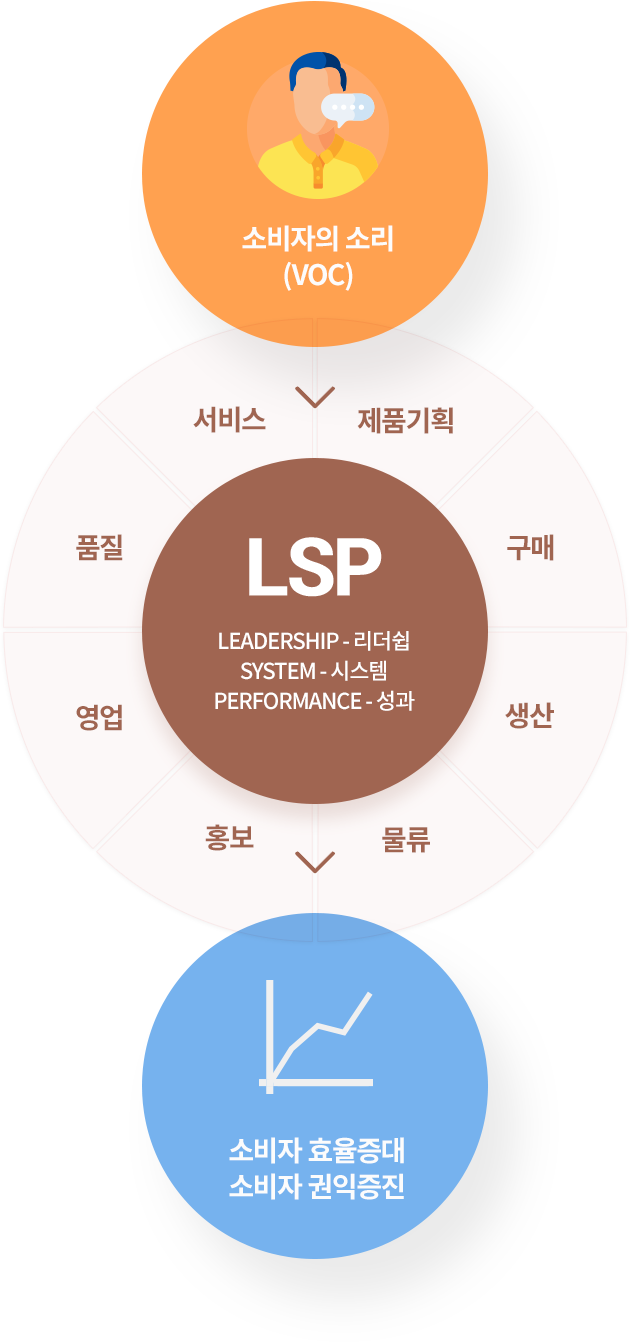 소비자의 소리
(VOC)
서비스
제품기획
품질
구매
LSP
LEADERSHIP - 리더쉽
SYSTEM - 시스템
PERFORMANCE - 성과
영업
생산
홍보
물류
소비자 효율증대
소비자 권익증진